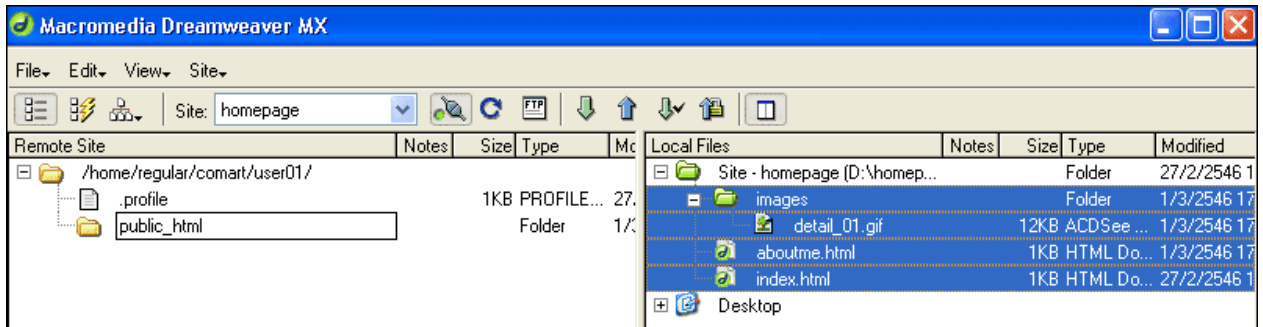 Macromedia Dreamweaver MX
File Edit View Site
Site: homepage FTP
Remote Site Notes Size Type Mo Local Files Notes Size Type Modified
/home/regular/comart/user01/ Site - homepage (D:\homep... Folder 27/2/2546 1
.profile 1KB PROFILE... 27. images Folder 1/3/2546 17
public_html Folder 1/3 detail_01.gif 12KB ACDSee ... 1/3/2546 17
aboutme.html 1KB HTML Do... 1/3/2546 17
index.html 1KB HTML Do... 27/2/2546 1
Desktop